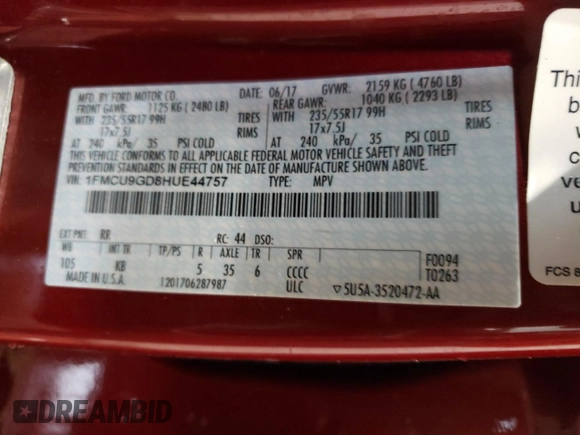 MFD. BY FORD MOTOR CO. DATE: 06/17 GVWR: 2159 KG ( 4760 LB)
FRONT GAWR: 1125 KG ( 2480 LB) REAR GAWR: 1040 KG ( 2293 LB)
WITH 235/55R17 99H TIRES WITH 235/55R17 99H TIRES
17x7.5J RIMS 17x7.5J RIMS
AT 240 kPa/ 35 PSI COLD AT 240 kPa/ 35 PSI COLD
THIS VEHICLE CONFORMS TO ALL APPLICABLE FEDERAL MOTOR VEHICLE SAFETY AND THEFT
PREVENTION STANDARDS IN EFFECT ON THE DATE OF MANUFACTURE SHOWN ABOVE.
VIN: 1FMCU9GD8HUE44757 TYPE: MPV
EXT PNT: RR RC: 44 DSO:
WB INT TR TP/PS R AXLE TR SPR
105 KB 5 35 6 CCCC F0094
MADE IN U.S.A. 1201706287987 ULC T0263
▽5U5A-3520472-AA
Thi
b
v
c
ve
u
FCS 8
DREAMBID